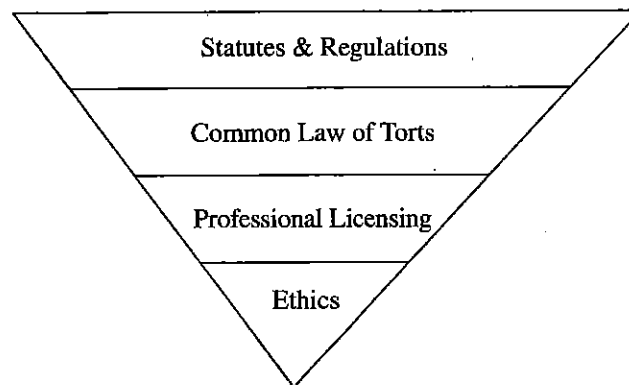 Statutes & Regulations
Common Law of Torts
Professional Licensing
Ethics